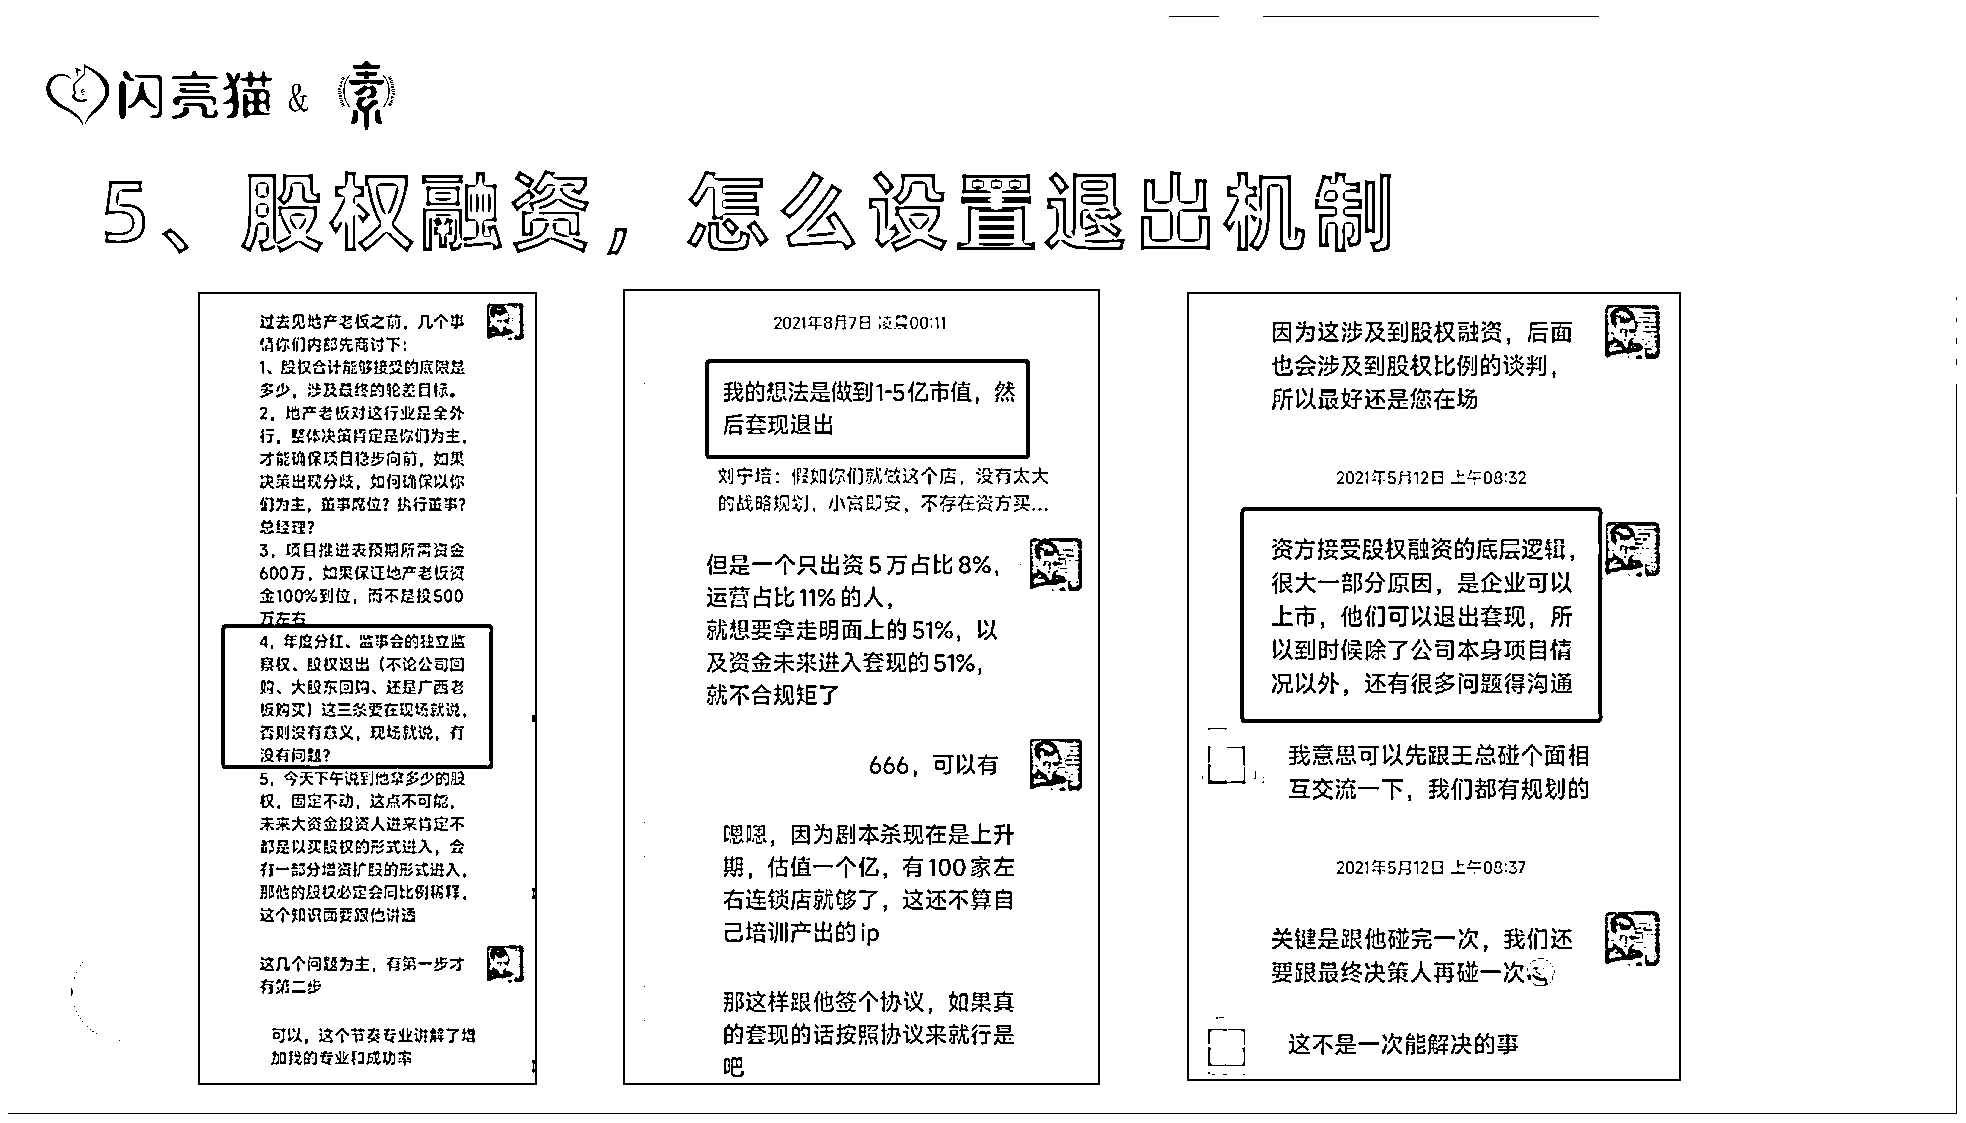 闪亮猫 & 素
5、股权融资，怎么设置退出机制
过去见地产老板之前，几个事
情你们内部先商讨下：
1、股权合计能够接受的底限是
多少，涉及最终的轮差目标。
2，地产老板对这行业是全外
行，整体决策肯定是你们为主，
才能确保项目稳步向前，如果
决策出现分歧，如何确保以你
们为主，董事席位？执行董事？
总经理？
3，项目推进表预期所需资金
600万，如果保证地产老板资
金100%到位，而不是投500
万左右
4，年度分红、监事会的独立监
察权、股权退出（不论公司回
购、大股东回购、还是广西老
板购买）这三条要在现场就说，
否则没有意义，现场就说，有
没有问题？
5，今天下午说到他拿多少的股
权，固定不动，这点不可能，
未来大资金投资人进来肯定不
都是以买股权的形式进入，会
有一部分增资扩股的形式进入，
那他的股权必定会同比例稀释，
这个知识面要跟他讲透
这几个问题为主，有第一步才
有第二步
可以，这个节奏专业讲解了增
加我的专业和成功率
2021年8月7日 凌晨00:11
我的想法是做到1-5亿市值，然
后套现退出
刘宇培：假如你们就做这个店，没有太大
的战略规划，小富即安，不存在资方买...
但是一个只出资5万占比8%，
运营占比11%的人，
就想要拿走明面上的51%，以
及资金未来进入套现的51%，
就不合规矩了
666，可以有
嗯嗯，因为剧本杀现在是上升
期，估值一个亿，有100家左
右连锁店就够了，这还不算自
己培训产出的ip
那这样跟他签个协议，如果真
的套现的话按照协议来就行是
吧
因为这涉及到股权融资，后面
也会涉及到股权比例的谈判，
所以最好还是您在场
2021年5月12日 上午08:32
资方接受股权融资的底层逻辑，
很大一部分原因，是企业可以
上市，他们可以退出套现，所
以到时候除了公司本身项目情
况以外，还有很多问题得沟通
我意思可以先跟王总碰个面相
互交流一下，我们都有规划的
2021年5月12日 上午08:37
关键是跟他碰完一次，我们还
要跟最终决策人再碰一次
这不是一次能解决的事